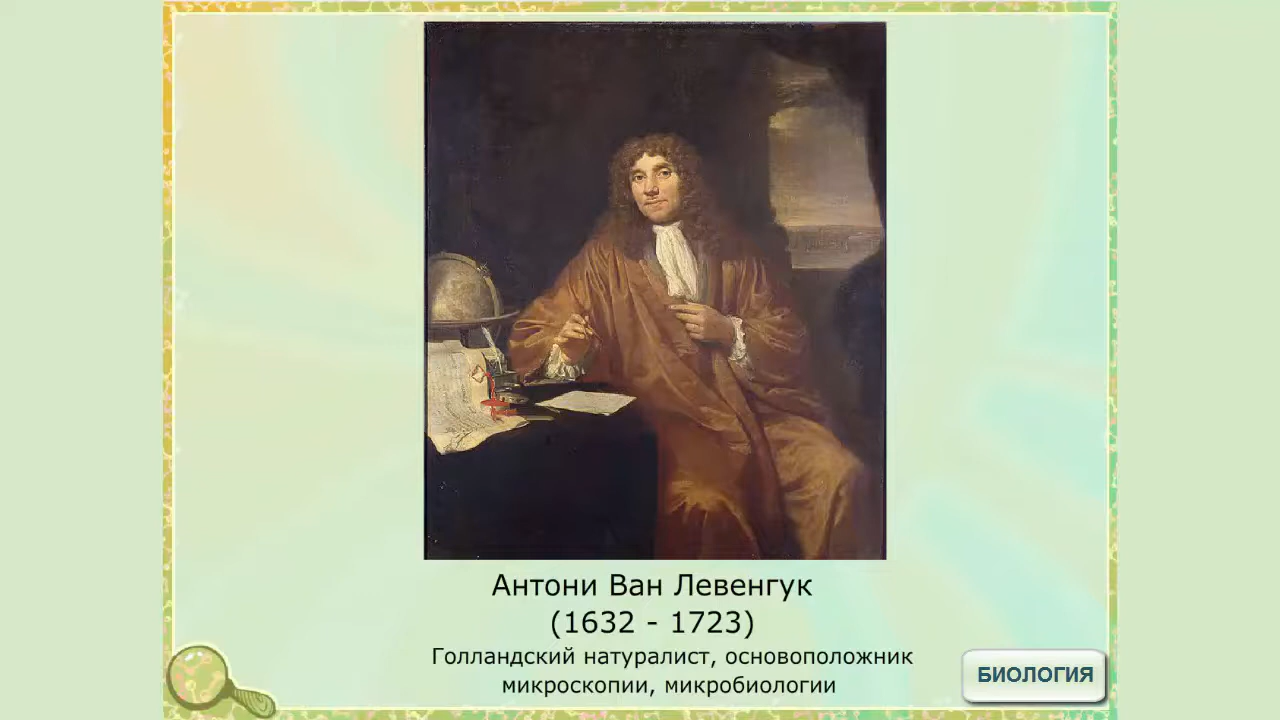 Антони Ван Левенгук
(1632 - 1723)
Голландский натуралист, основоположник
микроскопии, микробиологии
БИОЛОГИЯ